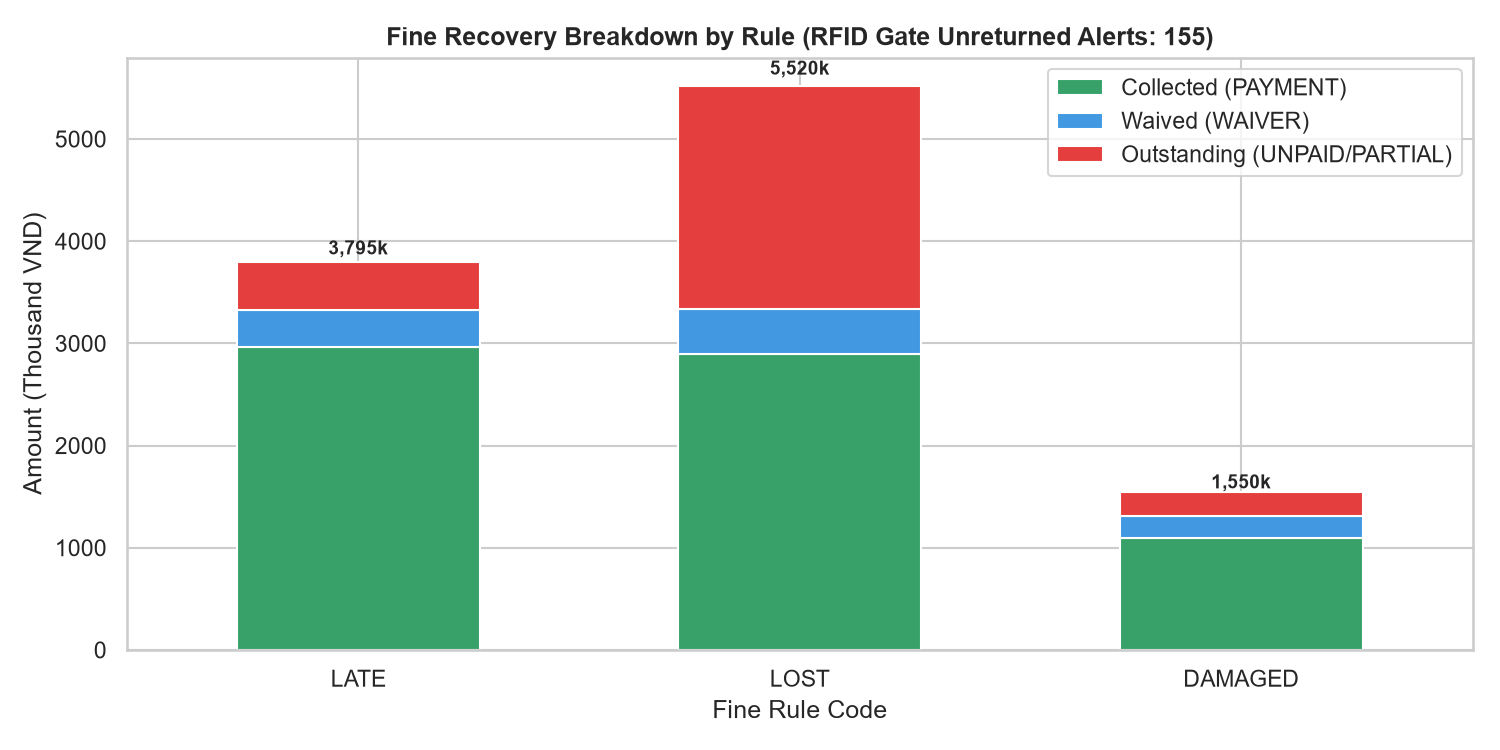 Fine Recovery Breakdown by Rule (RFID Gate Unreturned Alerts: 155)
Collected (PAYMENT)
Waived (WAIVER)
Outstanding (UNPAID/PARTIAL)
5,520k
3,795k
1,550k
Amount (Thousand VND)
5000
4000
3000
2000
1000
0
LATE
LOST
DAMAGED
Fine Rule Code